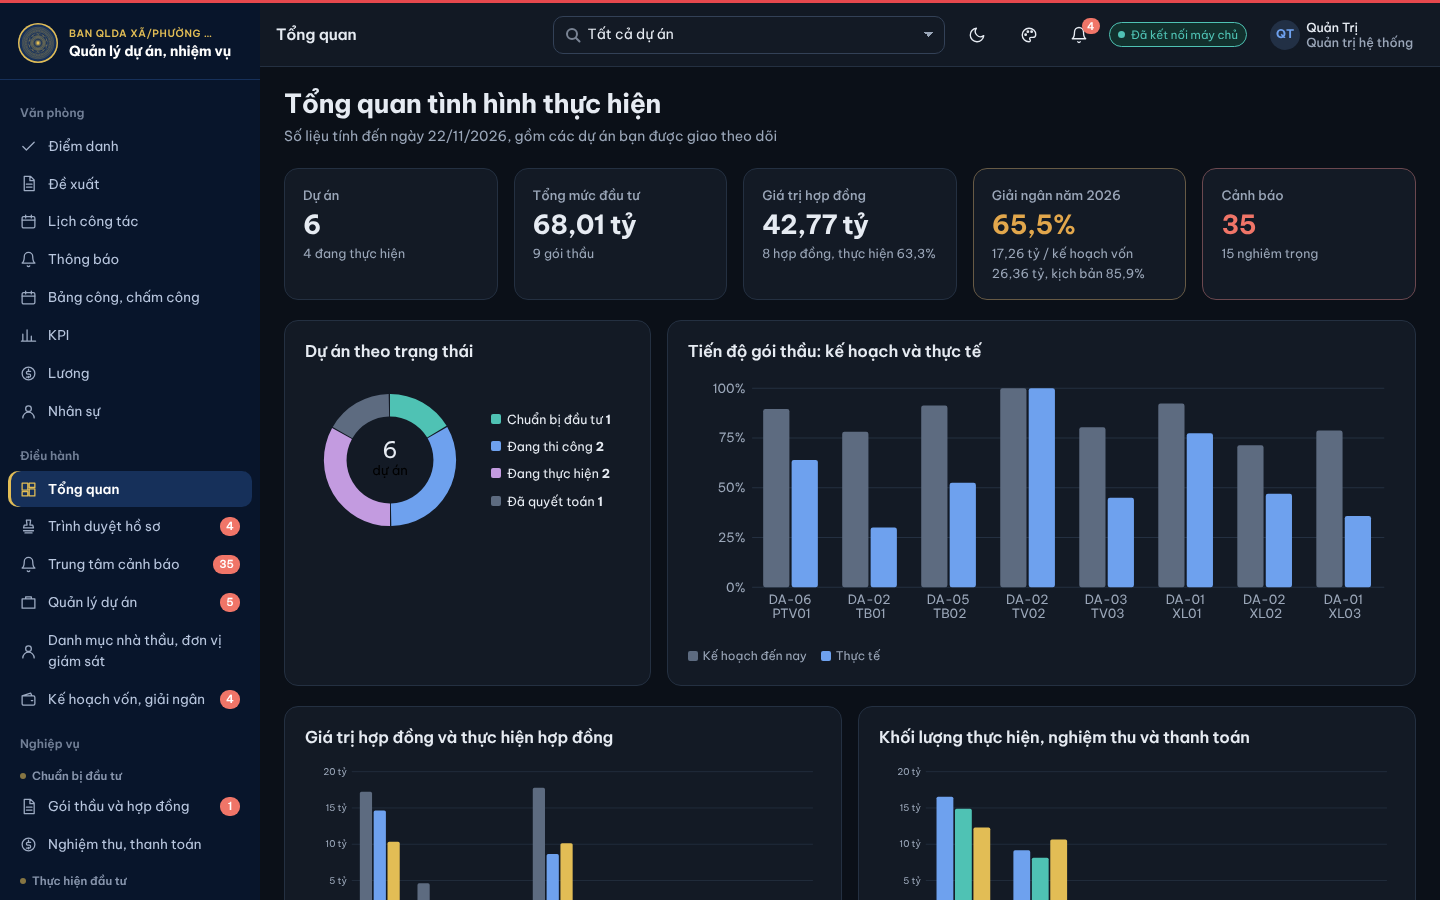 BAN QLDA XÃ/PHƯỜNG ...
Quản lý dự án, nhiệm vụ
Tổng quan
Tất cả dự án
4
Đã kết nối máy chủ
QT
Quản Trị
Quản trị hệ thống
Văn phòng
Điểm danh
Đề xuất
Lịch công tác
Thông báo
Bảng công, chấm công
KPI
Lương
Nhân sự
Điều hành
Tổng quan
Trình duyệt hồ sơ
4
Trung tâm cảnh báo
35
Quản lý dự án
5
Danh mục nhà thầu, đơn vị
giám sát
Kế hoạch vốn, giải ngân
4
Nghiệp vụ
Chuẩn bị đầu tư
Gói thầu và hợp đồng
1
Nghiệm thu, thanh toán
Thực hiện đầu tư
Tổng quan tình hình thực hiện
Số liệu tính đến ngày 22/11/2026, gồm các dự án bạn được giao theo dõi
Dự án
6
4 đang thực hiện
Tổng mức đầu tư
68,01 tỷ
9 gói thầu
Giá trị hợp đồng
42,77 tỷ
8 hợp đồng, thực hiện 63,3%
Giải ngân năm 2026
65,5%
17,26 tỷ / kế hoạch vốn
26,36 tỷ, kịch bản 85,9%
Cảnh báo
35
15 nghiêm trọng
Dự án theo trạng thái
6
dự án
Chuẩn bị đầu tư 1
Đang thi công 2
Đang thực hiện 2
Đã quyết toán 1
Tiến độ gói thầu: kế hoạch và thực tế
100%
75%
50%
25%
0%
DA-06
PTV01
DA-02
TB01
DA-05
TB02
DA-02
TV02
DA-03
TV03
DA-01
XL01
DA-02
XL02
DA-01
XL03
Kế hoạch đến nay
Thực tế
Giá trị hợp đồng và thực hiện hợp đồng
20 tỷ
15 tỷ
10 tỷ
5 tỷ
Khối lượng thực hiện, nghiệm thu và thanh toán
20 tỷ
15 tỷ
10 tỷ
5 tỷ